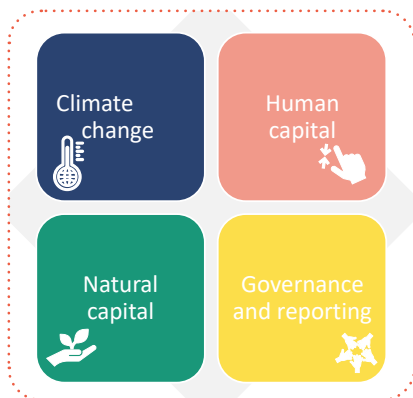 Climate
change
Human
capital
Natural
capital
Governance
and reporting